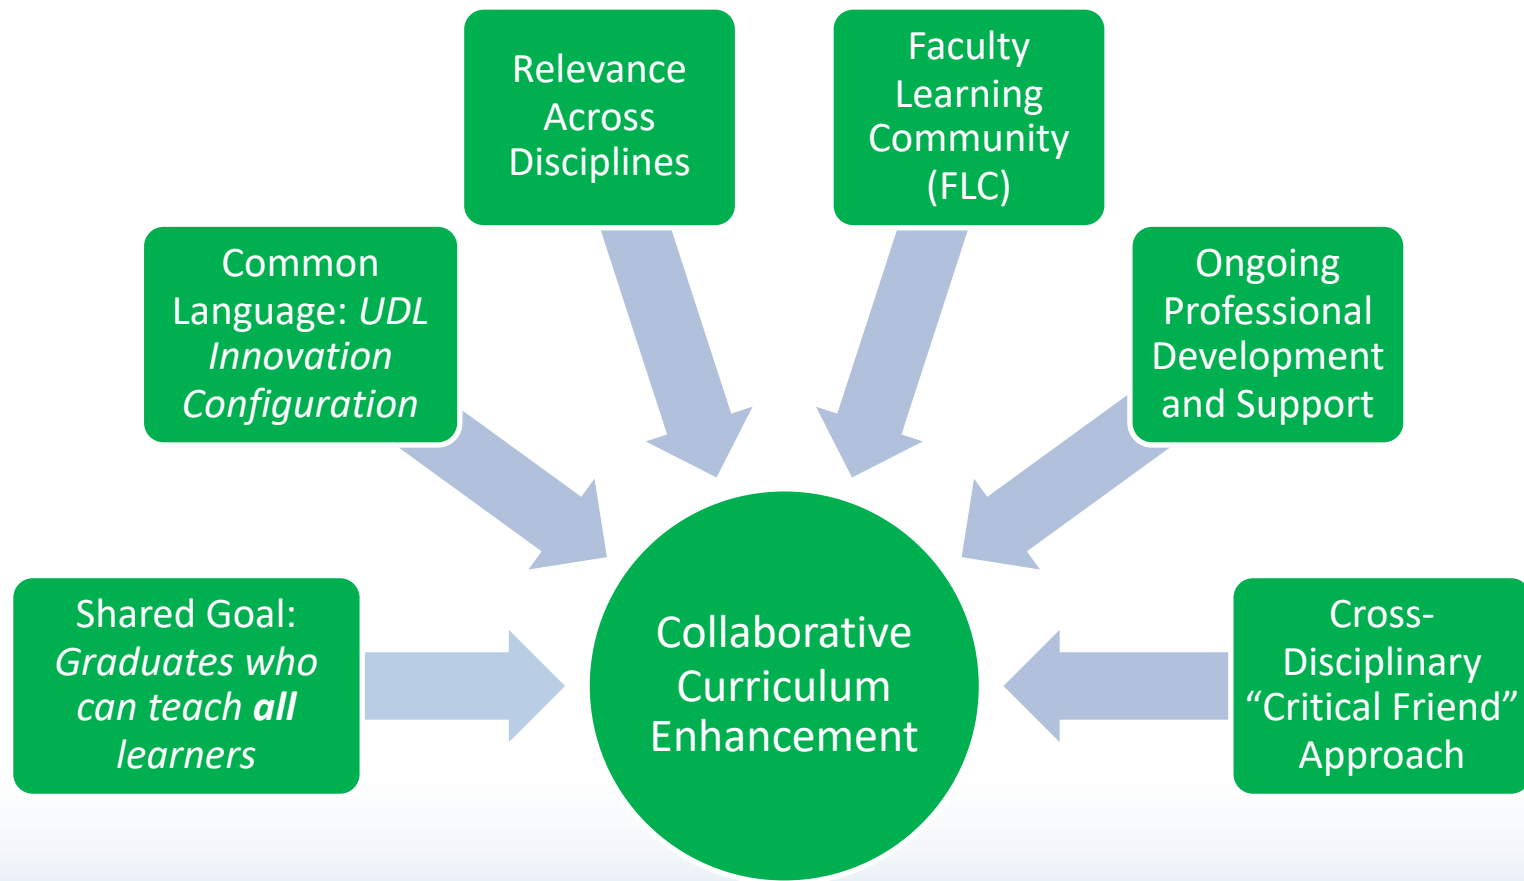 Relevance
Across
Disciplines
Faculty
Learning
Community
(FLC)
Common
Language: UDL
Innovation
Configuration
Ongoing
Professional
Development
and Support
Shared Goal:
Graduates who
can teach all
learners
Collaborative
Curriculum
Enhancement
Cross-
Disciplinary
“Critical Friend”
Approach